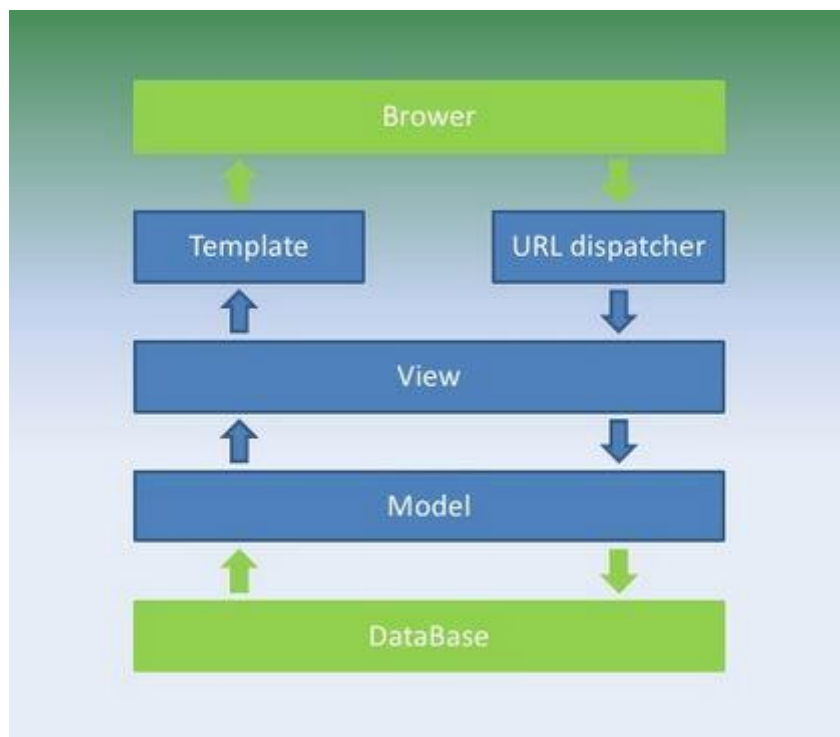 Brower
Template
URL dispatcher
View
Model
DataBase